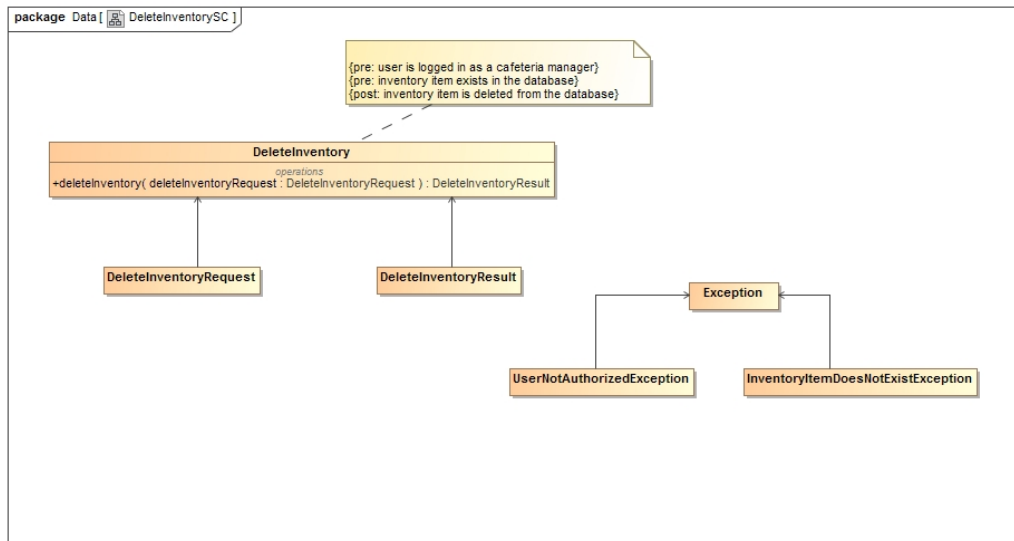 package Data [ DeleteInventorySC ]
{pre: user is logged in as a cafeteria manager}
{pre: inventory item exists in the database}
{post: inventory item is deleted from the database}
DeleteInventory
operations
+deleteInventory( deleteInventoryRequest : DeleteInventoryRequest ) : DeleteInventoryResult
DeleteInventoryRequest
DeleteInventoryResult
Exception
UserNotAuthorizedException
InventoryItemDoesNotExistException